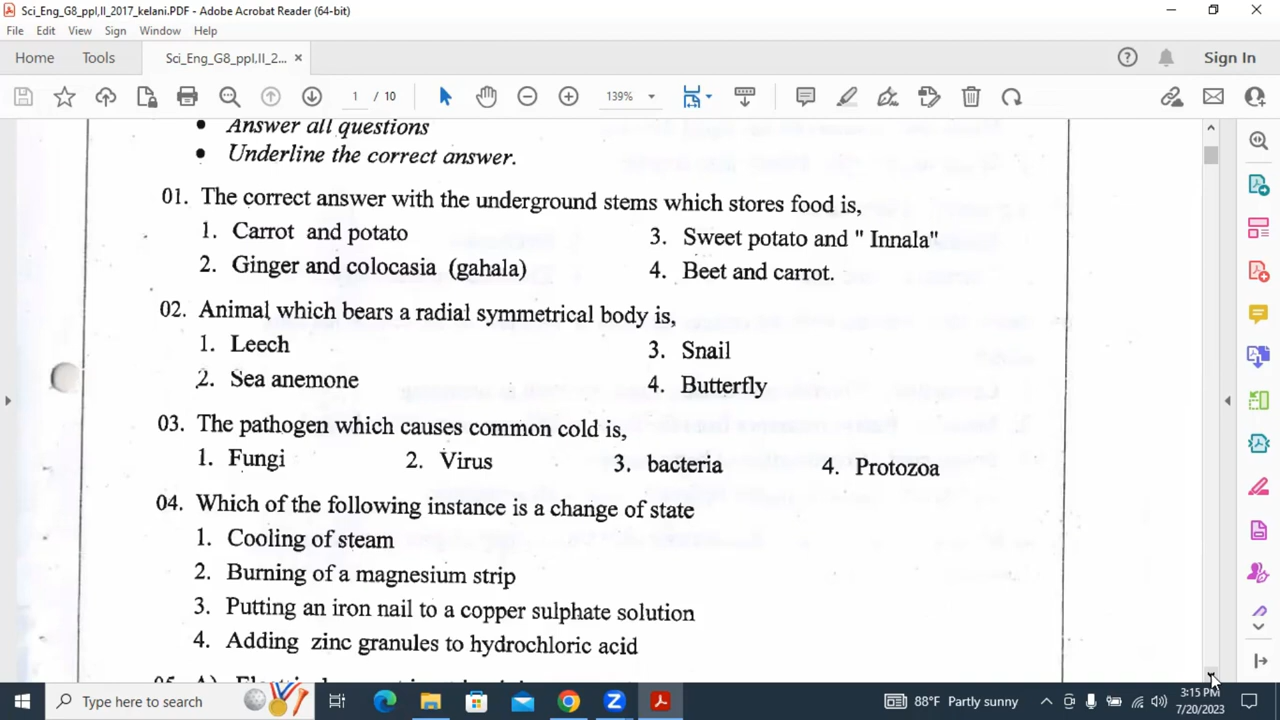 Sci_Eng_G8_ppl,II_2017_kelani.PDF - Adobe Acrobat Reader (64-bit)
File Edit View Sign Window Help
Home Tools Sci_Eng_G8_ppl,II_2... × Sign In
1 / 10 139%
• Answer all questions
• Underline the correct answer.
01. The correct answer with the underground stems which stores food is,
1. Carrot and potato 3. Sweet potato and " Innala"
2. Ginger and colocasia (gahala) 4. Beet and carrot.
02. Animal which bears a radial symmetrical body is,
1. Leech 3. Snail
2. Sea anemone 4. Butterfly
03. The pathogen which causes common cold is,
1. Fungi 2. Virus 3. bacteria 4. Protozoa
04. Which of the following instance is a change of state
1. Cooling of steam
2. Burning of a magnesium strip
3. Putting an iron nail to a copper sulphate solution
4. Adding zinc granules to hydrochloric acid
Type here to search 88°F Partly sunny 3:15 PM
7/20/2023